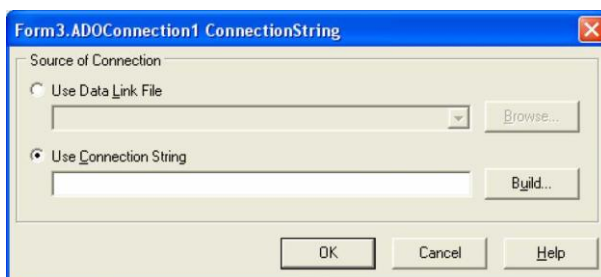 Form3.ADOConnection1 ConnectionString
Source of Connection
Use Data Link File
Browse...
Use Connection String
Build...
OK Cancel Help